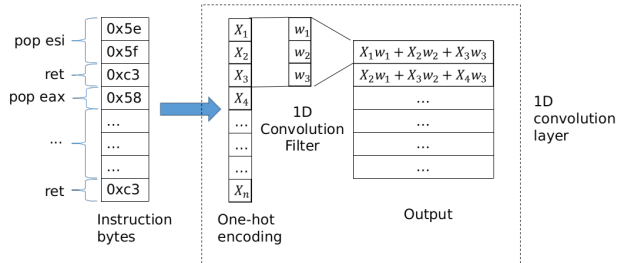 pop esi
ret
pop eax
...
ret
0x5e
0x5f
0xc3
0x58
...
...
...
0xc3
Instruction
bytes
X₁
X₂
X₃
X₄
...
...
...
Xₙ
One-hot
encoding
w₁
w₂
w₃
1D
Convolution
Filter
X₁w₁ + X₂w₂ + X₃w₃
X₂w₁ + X₃w₂ + X₄w₃
...
...
...
...
Output
1D
convolution
layer